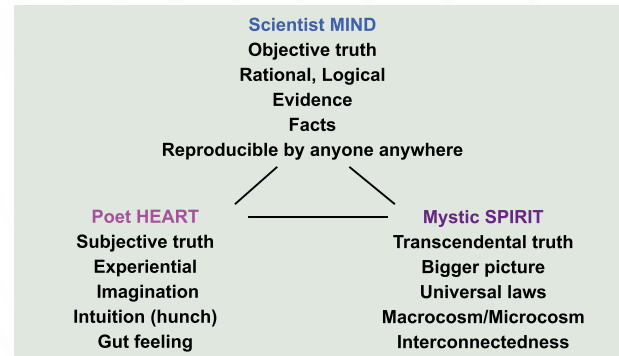 Scientist MIND
Objective truth
Rational, Logical
Evidence
Facts
Reproducible by anyone anywhere
Poet HEART
Subjective truth
Experiential
Imagination
Intuition (hunch)
Gut feeling
Mystic SPIRIT
Transcendental truth
Bigger picture
Universal laws
Macrocosm/Microcosm
Interconnectedness